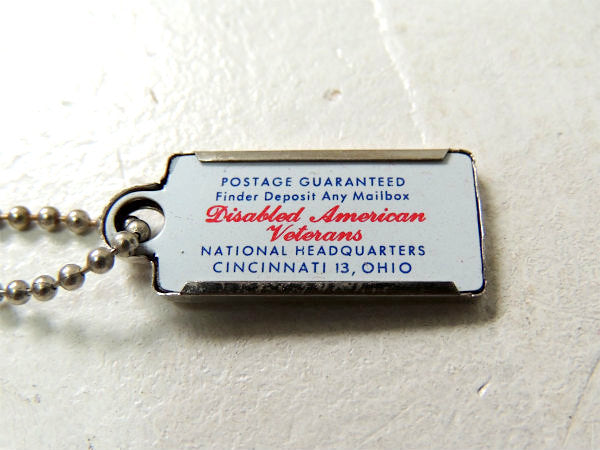 POSTAGE GUARANTEED
Finder Deposit Any Mailbox
Disabled American
Veterans
NATIONAL HEADQUARTERS
CINCINNATI 13, OHIO